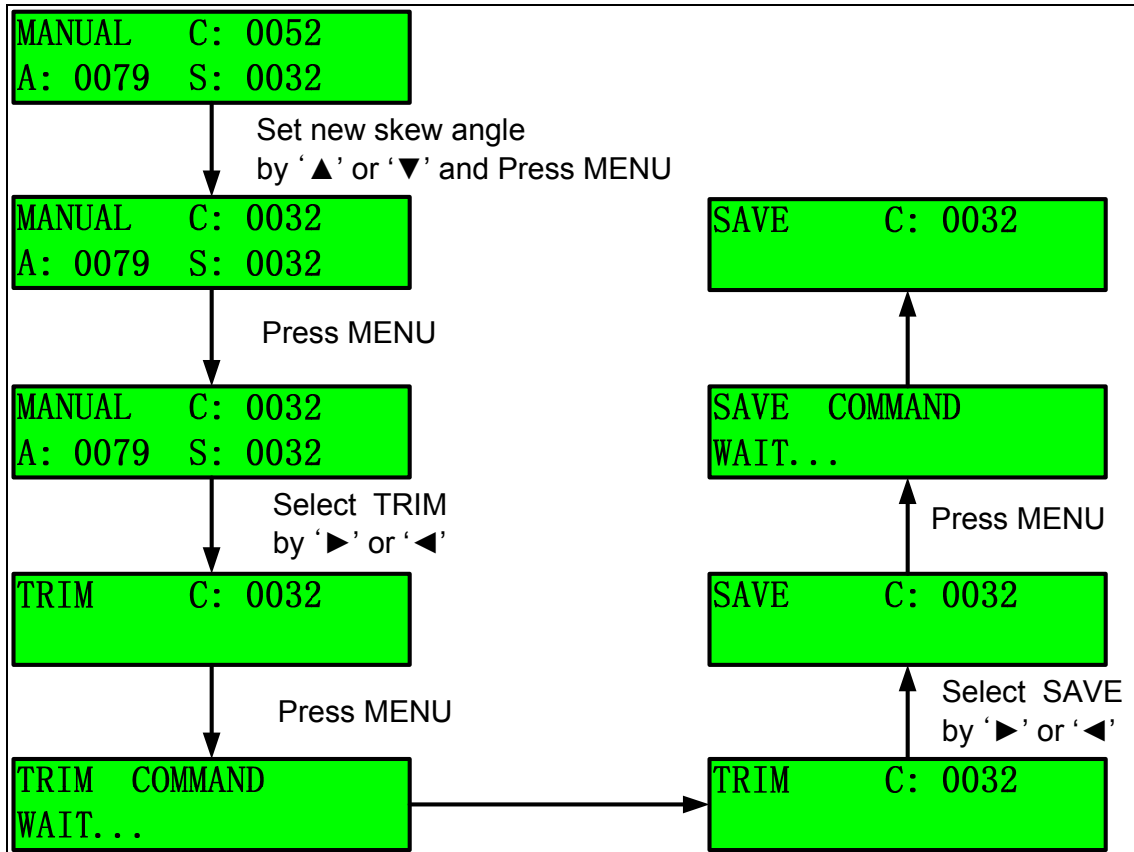 MANUAL C: 0052
A: 0079 S: 0032
Set new skew angle
by ‘▲’ or ‘▼’ and Press MENU
MANUAL C: 0032
A: 0079 S: 0032
Press MENU
MANUAL C: 0032
A: 0079 S: 0032
Select TRIM
by ‘►’ or ‘◄’
TRIM C: 0032
Press MENU
TRIM COMMAND
WAIT...
TRIM C: 0032
Select SAVE
by ‘►’ or ‘◄’
SAVE C: 0032
Press MENU
SAVE COMMAND
WAIT...
SAVE C: 0032